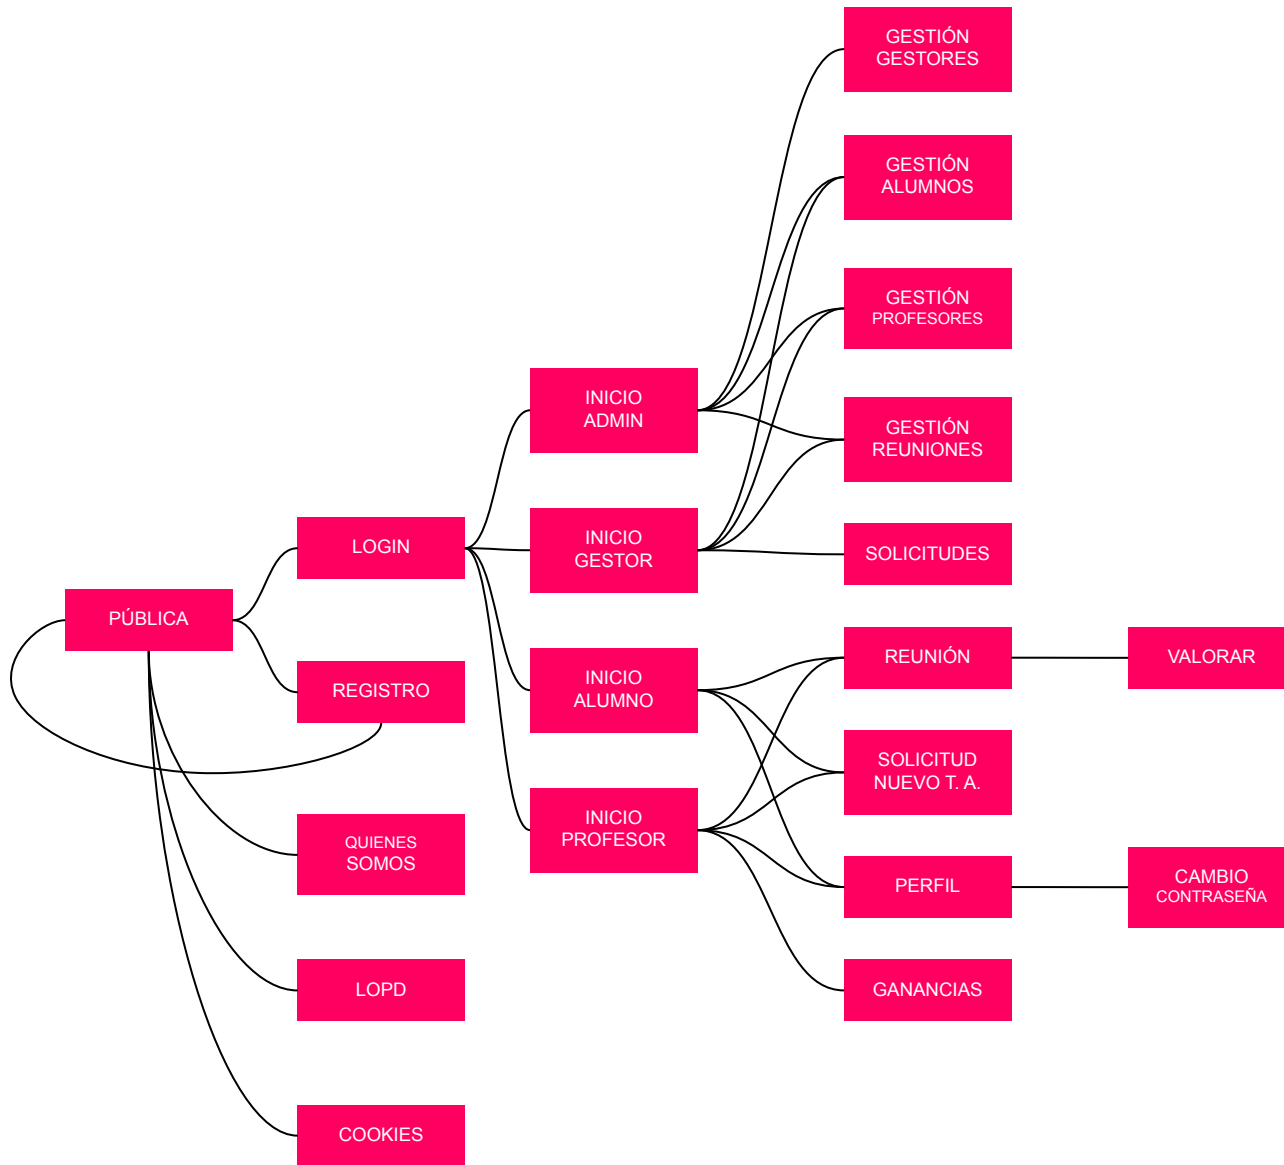 GESTIÓN
GESTORES
GESTIÓN
ALUMNOS
GESTIÓN
PROFESORES
INICIO
ADMIN
GESTIÓN
REUNIONES
LOGIN
INICIO
GESTOR
SOLICITUDES
PÚBLICA
REGISTRO
INICIO
ALUMNO
REUNIÓN
VALORAR
SOLICITUD
NUEVO T. A.
QUIENES
SOMOS
INICIO
PROFESOR
PERFIL
CAMBIO
CONTRASEÑA
LOPD
GANANCIAS
COOKIES